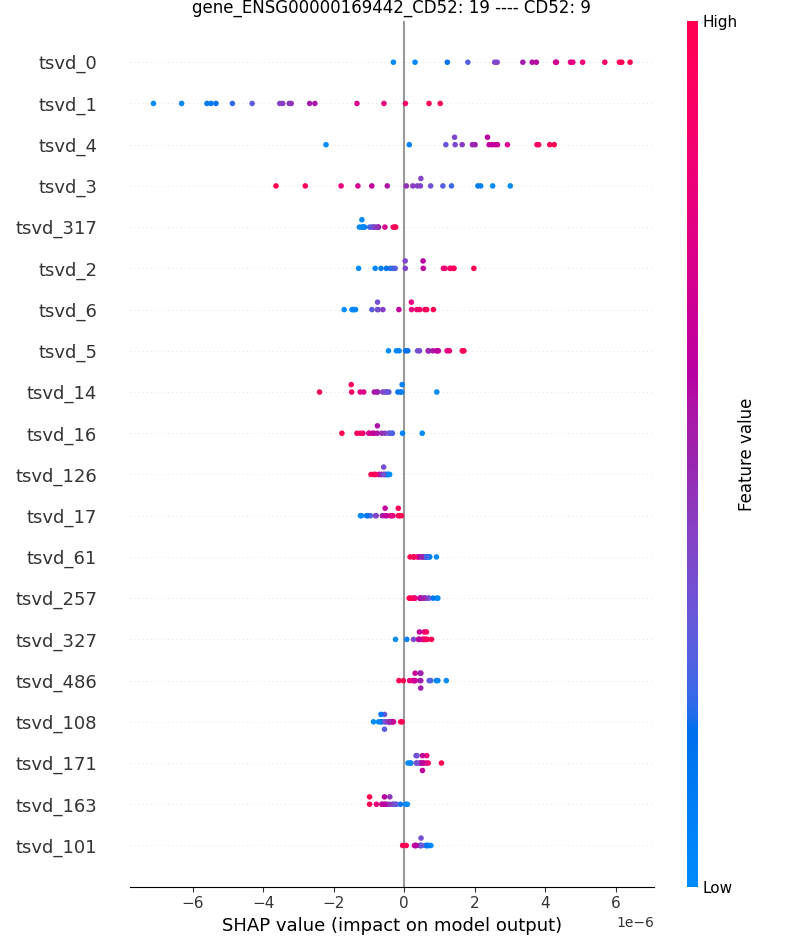 gene_ENSG00000169442_CD52: 19 ---- CD52: 9
High
tsvd_0
tsvd_1
tsvd_4
tsvd_3
tsvd_317
tsvd_2
tsvd_6
tsvd_5
tsvd_14
tsvd_16
tsvd_126
tsvd_17
tsvd_61
tsvd_257
tsvd_327
tsvd_486
tsvd_108
tsvd_171
tsvd_163
tsvd_101
Feature value
Low
−6 −4 −2 0 2 4 6
1e−6
SHAP value (impact on model output)